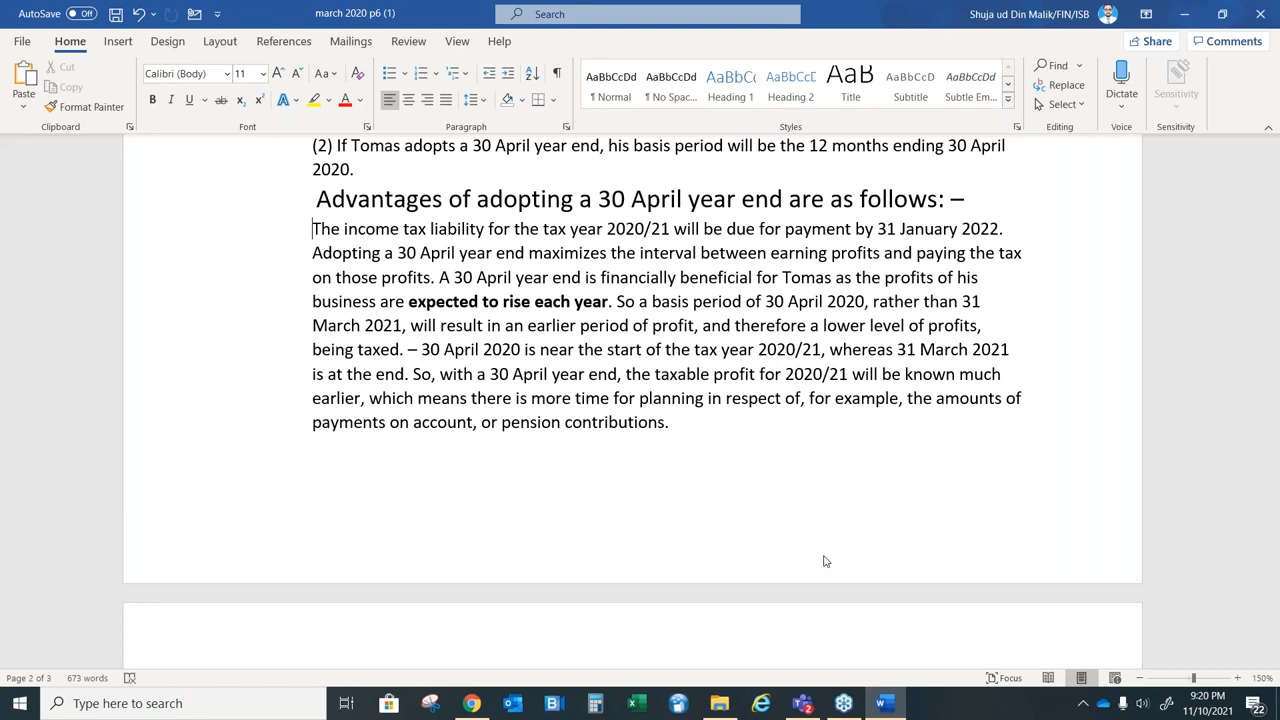 AutoSave Off
march 2020 p6 (1)
Search
Shuja ud Din Malik/FIN/ISB
File Home Insert Draw Design Layout References Mailings Review View Help
Share Comments
Paste
Cut
Copy
Format Painter
Clipboard
Calibri (Body) 11
Font
Paragraph
AaBbCcDd AaBbCcDd AaBbCc AaBbCcE AaB AaBbCcDd AaBbCcDd
¶ Normal ¶ No Spac... Heading 1 Heading 2 Title Subtitle Subtle Em...
Styles
Find
Replace
Select
Editing
Dictate
Voice
Sensitivity
Sensitivity
(2) If Tomas adopts a 30 April year end, his basis period will be the 12 months ending 30 April
2020.
Advantages of adopting a 30 April year end are as follows: –
The income tax liability for the tax year 2020/21 will be due for payment by 31 January 2022.
Adopting a 30 April year end maximizes the interval between earning profits and paying the tax
on those profits. A 30 April year end is financially beneficial for Tomas as the profits of his
business are expected to rise each year. So a basis period of 30 April 2020, rather than 31
March 2021, will result in an earlier period of profit, and therefore a lower level of profits,
being taxed. – 30 April 2020 is near the start of the tax year 2020/21, whereas 31 March 2021
is at the end. So, with a 30 April year end, the taxable profit for 2020/21 will be known much
earlier, which means there is more time for planning in respect of, for example, the amounts of
payments on account, or pension contributions.
Page 2 of 3 673 words
Focus
150%
Type here to search
9:20 PM
11/10/2021
22